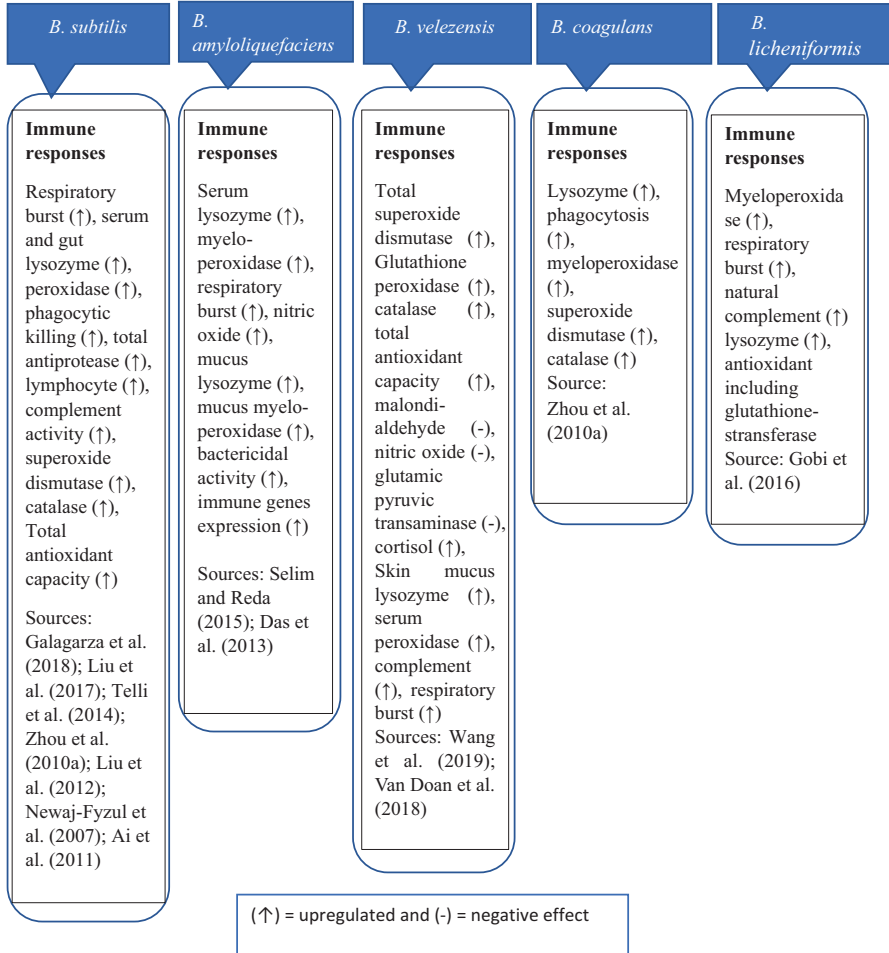 B. subtilis
B.
amyloliquefaciens
B. velezensis
B. coagulans
B.
licheniformis
Immune
responses
Respiratory
burst (↑), serum
and gut
lysozyme (↑),
peroxidase (↑),
phagocytic
killing (↑), total
antiprotease (↑),
lymphocyte (↑),
complement
activity (↑),
superoxide
dismutase (↑),
catalase (↑),
Total
antioxidant
capacity (↑)
Sources:
Galagarza et al.
(2018); Liu et
al. (2017); Telli
et al. (2014);
Zhou et al.
(2010a); Liu et
al. (2012);
Newaj-Fyzul et
al. (2007); Ai et
al. (2011)
Immune
responses
Serum
lysozyme (↑),
myelo-
peroxidase (↑),
respiratory
burst (↑), nitric
oxide (↑),
mucus
lysozyme (↑),
mucus myelo-
peroxidase (↑),
bactericidal
activity (↑),
immune genes
expression (↑)
Sources: Selim
and Reda
(2015); Das et
al. (2013)
Immune
responses
Total
superoxide
dismutase (↑),
Glutathione
peroxidase (↑),
catalase (↑),
total
antioxidant
capacity (↑),
malondi-
aldehyde (-),
nitric oxide (-),
glutamic
pyruvic
transaminase (-),
cortisol (↑),
Skin mucus
lysozyme (↑),
serum
peroxidase (↑),
complement
(↑), respiratory
burst (↑)
Sources: Wang
et al. (2019);
Van Doan et al.
(2018)
Immune
responses
Lysozyme (↑),
phagocytosis
(↑),
myeloperoxidase
(↑),
superoxide
dismutase (↑),
catalase (↑)
Source:
Zhou et al.
(2010a)
Immune
responses
Myeloperoxida
se (↑),
respiratory
burst (↑),
natural
complement (↑)
lysozyme (↑),
antioxidant
including
glutathione-
stransferase
Source: Gobi et
al. (2016)
(↑) = upregulated and (-) = negative effect